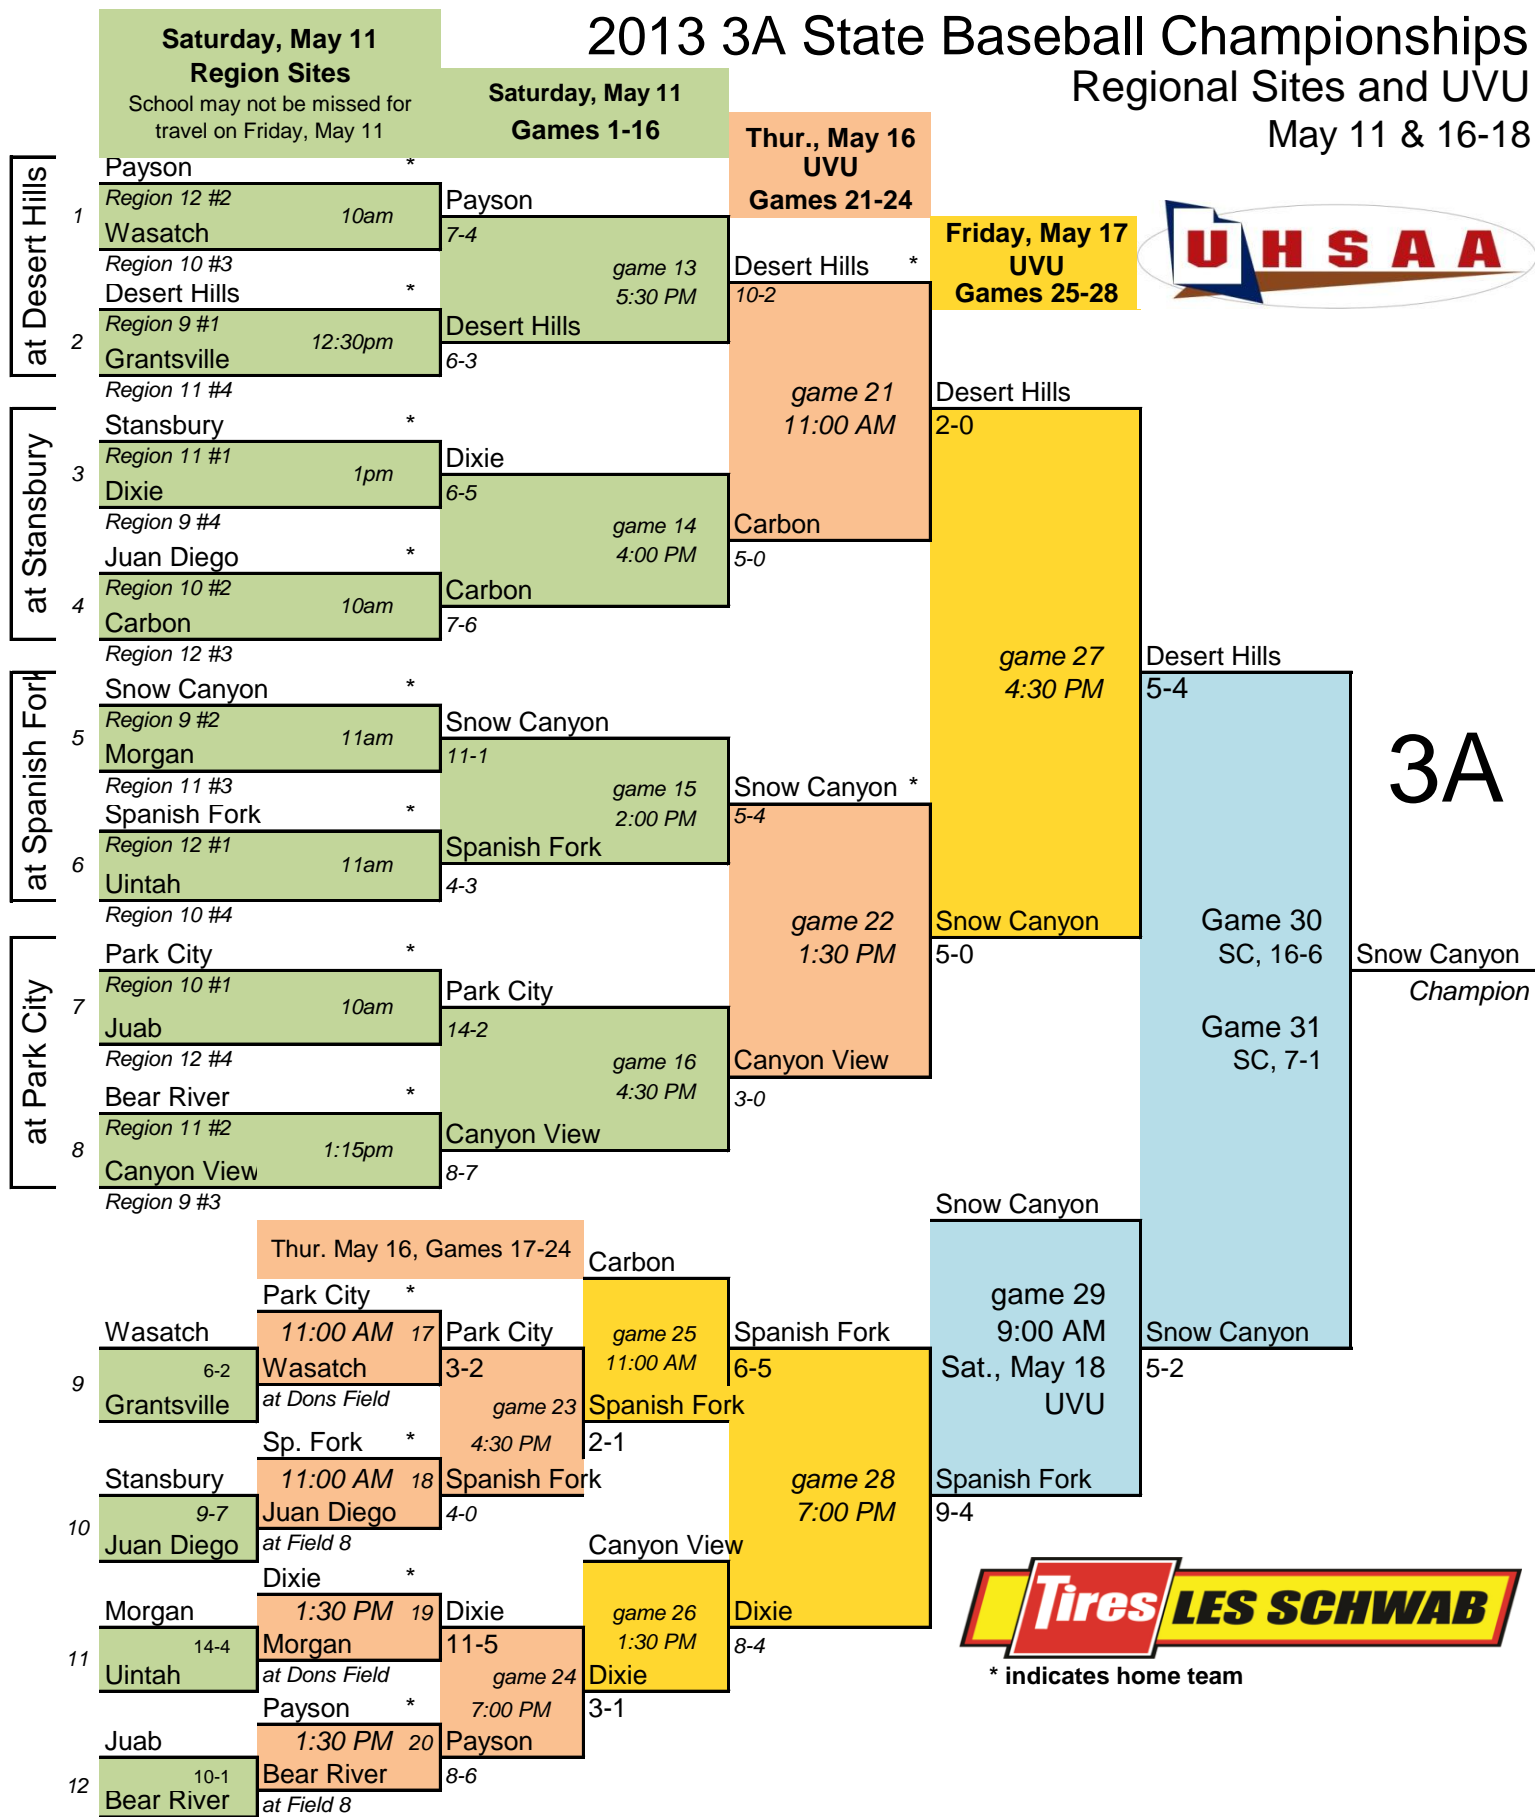 2013 3A State Baseball Championships
Regional Sites and UVU
May 11 & 16-18
Saturday, May 11
Region Sites
School may not be missed for
travel on Friday, May 11
Saturday, May 11
Games 1-16
Thur., May 16
UVU
Games 21-24
Friday, May 17
UVU
Games 25-28
UHSAA
at Desert Hills
Payson *
Region 12 #2
1
10am
Wasatch
Region 10 #3
Desert Hills *
Region 9 #1
2
12:30pm
Grantsville
Region 11 #4
at Stansbury
Stansbury *
Region 11 #1
3
1pm
Dixie
Region 9 #4
Juan Diego *
Region 10 #2
4
10am
Carbon
Region 12 #3
at Spanish Fork
Snow Canyon *
Region 9 #2
5
11am
Morgan
Region 11 #3
Spanish Fork *
Region 12 #1
6
11am
Uintah
Region 10 #4
at Park City
Park City *
Region 10 #1
7
10am
Juab
Region 12 #4
Bear River *
Region 11 #2
8
1:15pm
Canyon View
Region 9 #3
Payson
7-4
game 13
5:30 PM
Desert Hills
6-3
Dixie
6-5
game 14
4:00 PM
Carbon
7-6
Snow Canyon
11-1
game 15
2:00 PM
Spanish Fork
4-3
Park City
14-2
game 16
4:30 PM
Canyon View
8-7
Desert Hills *
10-2
game 21
11:00 AM
Carbon
5-0
Snow Canyon *
5-4
game 22
1:30 PM
Canyon View
3-0
Desert Hills
2-0
game 27
4:30 PM
Snow Canyon
5-0
Desert Hills
5-4
3A
Game 30
SC, 16-6
Game 31
SC, 7-1
Snow Canyon
Champion
Snow Canyon
game 29
9:00 AM
Sat., May 18
UVU
Snow Canyon
5-2
Spanish Fork
9-4
Thur. May 16, Games 17-24
Wasatch
9
6-2
Grantsville
Stansbury
10
9-7
Juan Diego
Morgan
11
14-4
Uintah
Juab
12
10-1
Bear River
Park City *
11:00 AM 17
Wasatch
at Dons Field
Sp. Fork *
11:00 AM 18
Juan Diego
at Field 8
Dixie *
1:30 PM 19
Morgan
at Dons Field
Payson *
1:30 PM 20
Bear River
at Field 8
Park City
3-2
game 23
4:30 PM
Spanish Fork
4-0
Dixie
11-5
game 24
7:00 PM
Payson
8-6
Carbon
game 25
11:00 AM
Spanish Fork
2-1
Canyon View
game 26
1:30 PM
Dixie
3-1
Spanish Fork
6-5
game 28
7:00 PM
Dixie
8-4
Tires LES SCHWAB
* indicates home team